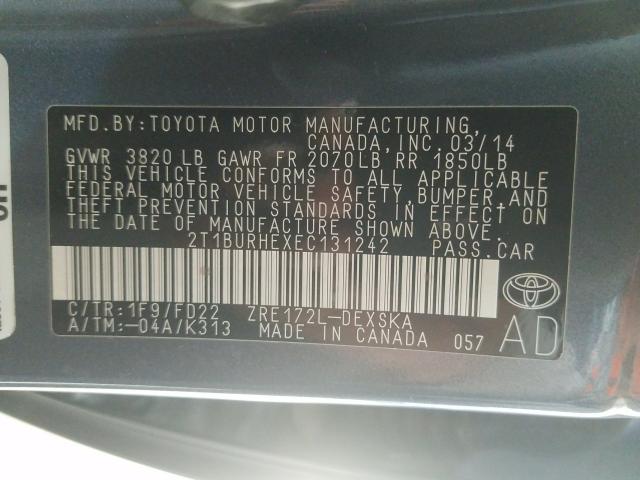 MFD.BY:TOYOTA MOTOR MANUFACTURING,
CANADA,INC. 03/14
GVWR 3820 LB GAWR FR 2070LB RR 1850LB
THIS VEHICLE CONFORMS TO ALL APPLICABLE
FEDERAL MOTOR VEHICLE SAFETY,BUMPER,AND
THEFT PREVENTION STANDARDS IN EFFECT ON
THE DATE OF MANUFACTURE SHOWN ABOVE.
2T1BURHEXEC131242 PASS.CAR
C/TR:1F9/FD22 ZRE172L-DEXSKA
A/TM:-04A/K313 MADE IN CANADA 057 AD